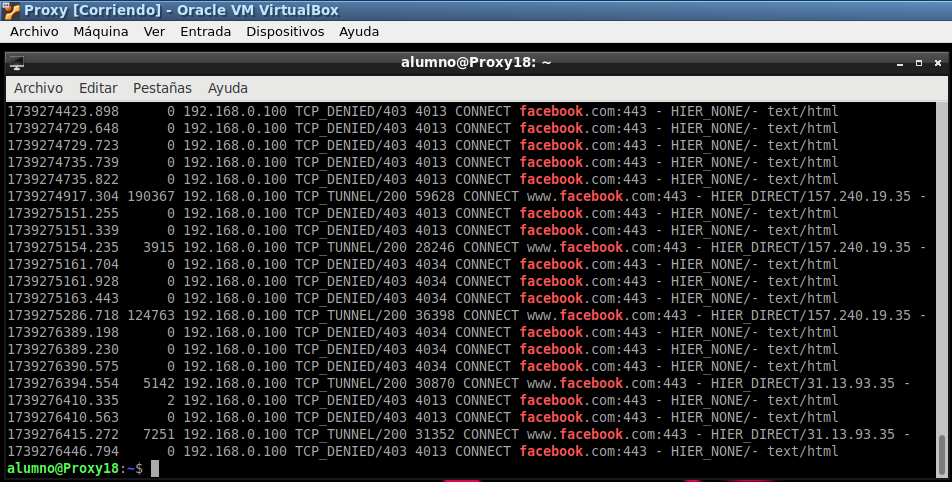 Proxy [Corriendo] - Oracle VM VirtualBox
Archivo Máquina Ver Entrada Dispositivos Ayuda
alumno@Proxy18: ~
Archivo Editar Pestañas Ayuda
1739274423.898 0 192.168.0.100 TCP_DENIED/403 4013 CONNECT facebook.com:443 - HIER_NONE/- text/html
1739274729.648 0 192.168.0.100 TCP_DENIED/403 4013 CONNECT facebook.com:443 - HIER_NONE/- text/html
1739274729.723 0 192.168.0.100 TCP_DENIED/403 4013 CONNECT facebook.com:443 - HIER_NONE/- text/html
1739274735.739 0 192.168.0.100 TCP_DENIED/403 4013 CONNECT facebook.com:443 - HIER_NONE/- text/html
1739274735.822 0 192.168.0.100 TCP_DENIED/403 4013 CONNECT facebook.com:443 - HIER_NONE/- text/html
1739274917.304 190367 192.168.0.100 TCP_TUNNEL/200 59628 CONNECT www.facebook.com:443 - HIER_DIRECT/157.240.19.35 -
1739275151.255 0 192.168.0.100 TCP_DENIED/403 4013 CONNECT facebook.com:443 - HIER_NONE/- text/html
1739275151.339 0 192.168.0.100 TCP_DENIED/403 4013 CONNECT facebook.com:443 - HIER_NONE/- text/html
1739275154.235 3915 192.168.0.100 TCP_TUNNEL/200 28246 CONNECT www.facebook.com:443 - HIER_DIRECT/157.240.19.35 -
1739275161.704 0 192.168.0.100 TCP_DENIED/403 4034 CONNECT facebook.com:443 - HIER_NONE/- text/html
1739275161.928 0 192.168.0.100 TCP_DENIED/403 4034 CONNECT facebook.com:443 - HIER_NONE/- text/html
1739275163.443 0 192.168.0.100 TCP_DENIED/403 4034 CONNECT facebook.com:443 - HIER_NONE/- text/html
1739275286.718 124763 192.168.0.100 TCP_TUNNEL/200 36398 CONNECT www.facebook.com:443 - HIER_DIRECT/157.240.19.35 -
1739276389.198 0 192.168.0.100 TCP_DENIED/403 4034 CONNECT facebook.com:443 - HIER_NONE/- text/html
1739276389.230 0 192.168.0.100 TCP_DENIED/403 4034 CONNECT facebook.com:443 - HIER_NONE/- text/html
1739276390.575 0 192.168.0.100 TCP_DENIED/403 4034 CONNECT facebook.com:443 - HIER_NONE/- text/html
1739276394.554 5142 192.168.0.100 TCP_TUNNEL/200 30870 CONNECT www.facebook.com:443 - HIER_DIRECT/31.13.93.35 -
1739276410.335 2 192.168.0.100 TCP_DENIED/403 4013 CONNECT facebook.com:443 - HIER_NONE/- text/html
1739276410.563 0 192.168.0.100 TCP_DENIED/403 4013 CONNECT facebook.com:443 - HIER_NONE/- text/html
1739276415.272 7251 192.168.0.100 TCP_TUNNEL/200 31352 CONNECT www.facebook.com:443 - HIER_DIRECT/31.13.93.35 -
1739276446.794 0 192.168.0.100 TCP_DENIED/403 4013 CONNECT facebook.com:443 - HIER_NONE/- text/html
alumno@Proxy18:~$